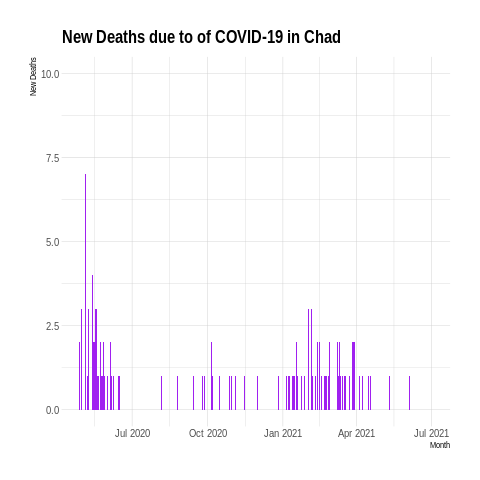 New Deaths due to of COVID-19 in Chad
New Deaths
10.0
7.5
5.0
2.5
0.0
Jul 2020 Oct 2020 Jan 2021 Apr 2021 Jul 2021
Month